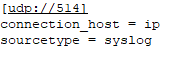 [udp://514]
connection_host = ip
sourcetype = syslog